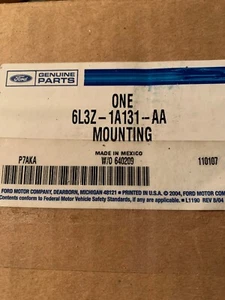 Ford
GENUINE
PARTS
ONE
6L3Z-1A131-AA
MOUNTING
MADE IN MEXICO
P7AKA W/O 640209 110107
FORD MOTOR COMPANY, DEARBORN, MICHIGAN 48121 © 2004, FORD MOTOR COM
PRINTED IN U.S.A.
Contents conform to Federal Motor Vehicle Safety Standards, if any are applicable. L1190 REV 8/04